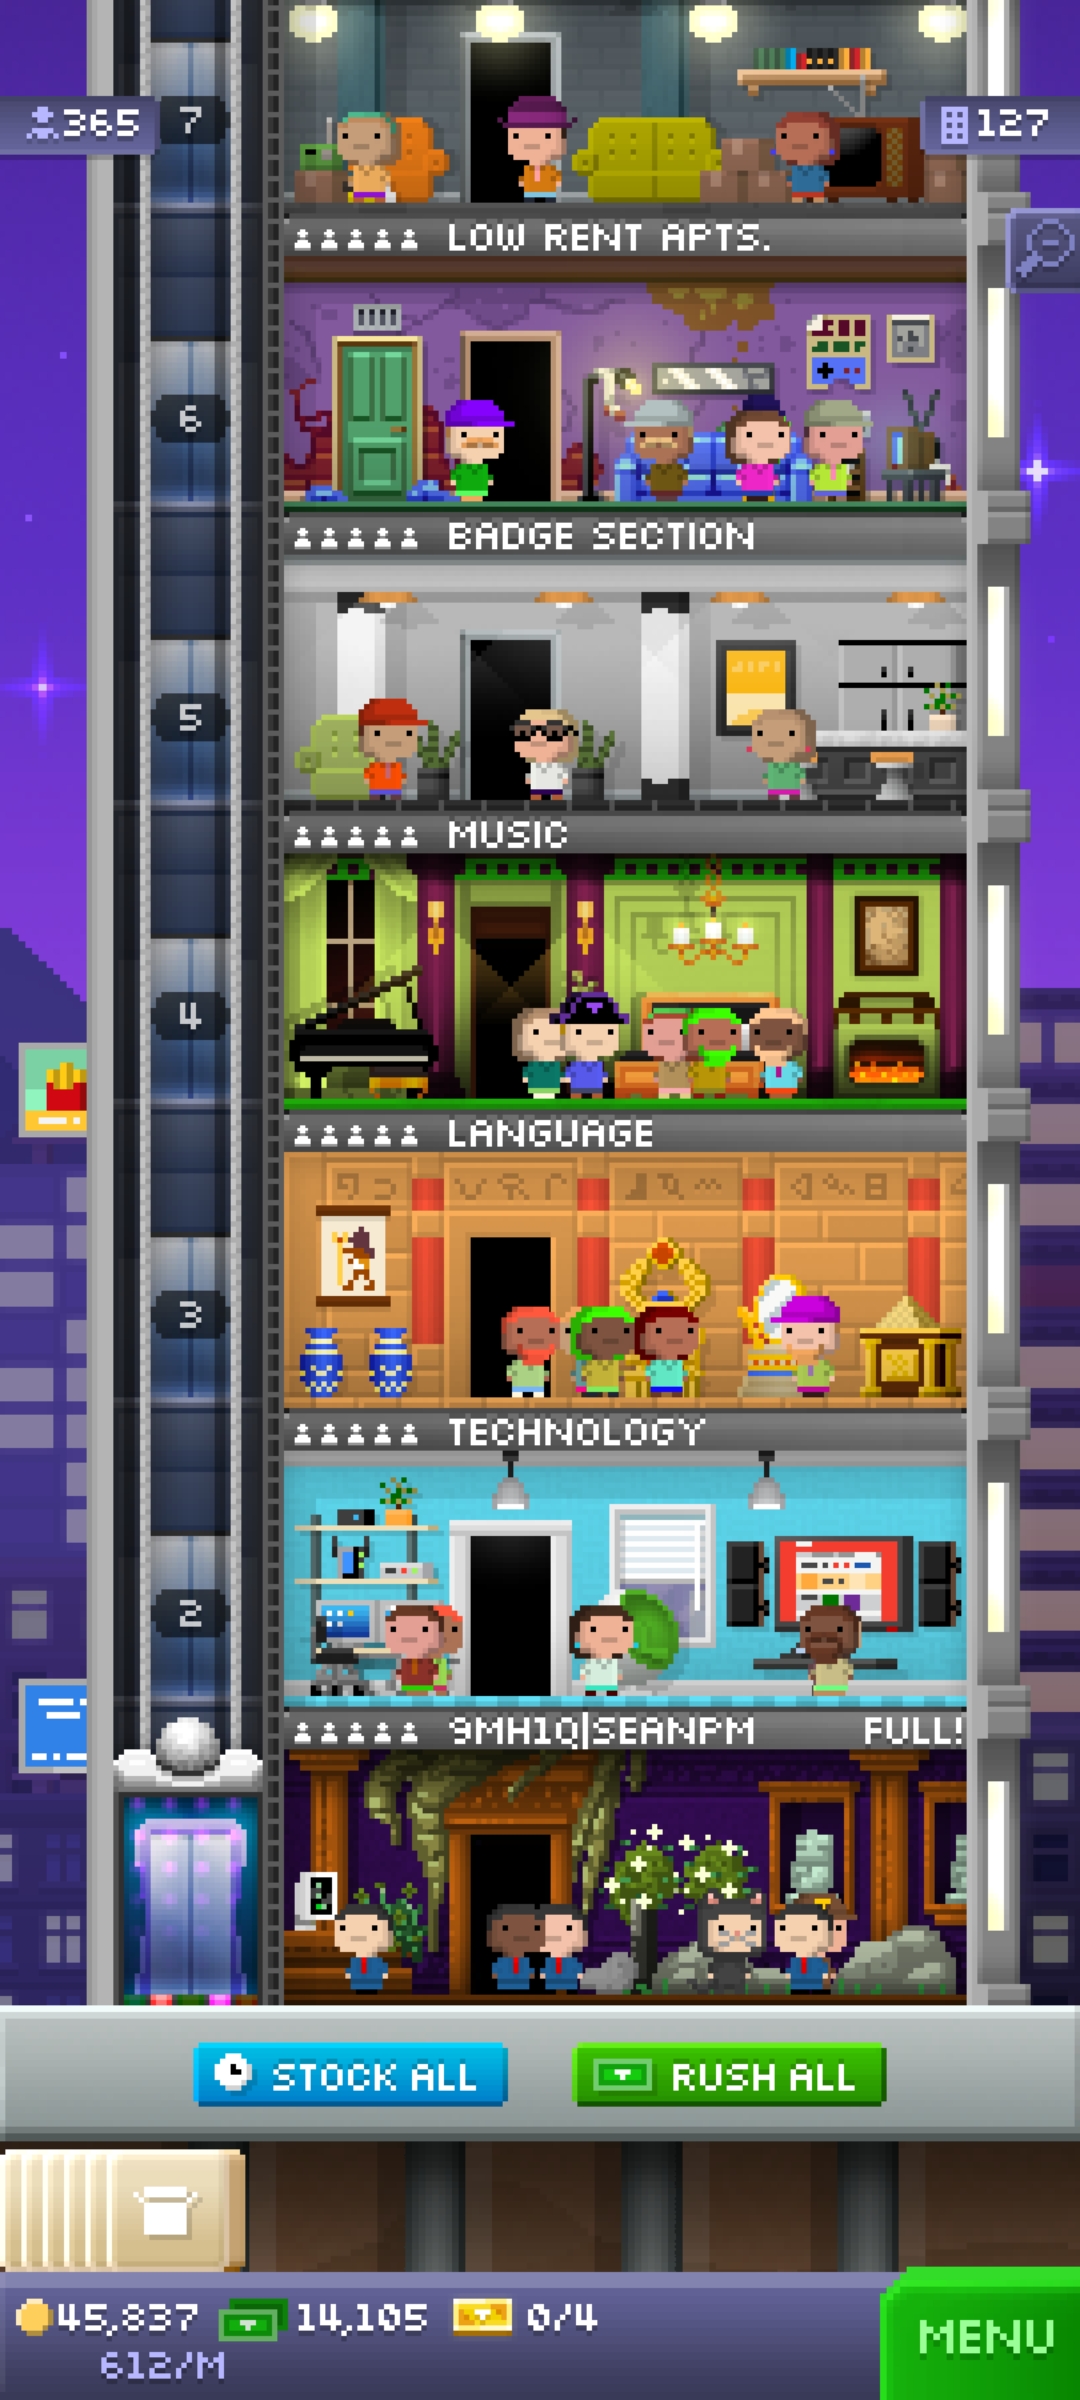 365
7
127
LOW RENT APTS.
6
BADGE SECTION
5
MUSIC
4
LANGUAGE
3
TECHNOLOGY
2
9MH1Q|SEANPM FULL!
STOCK ALL
RUSH ALL
45,837 14,105 0/4
612/M
MENU